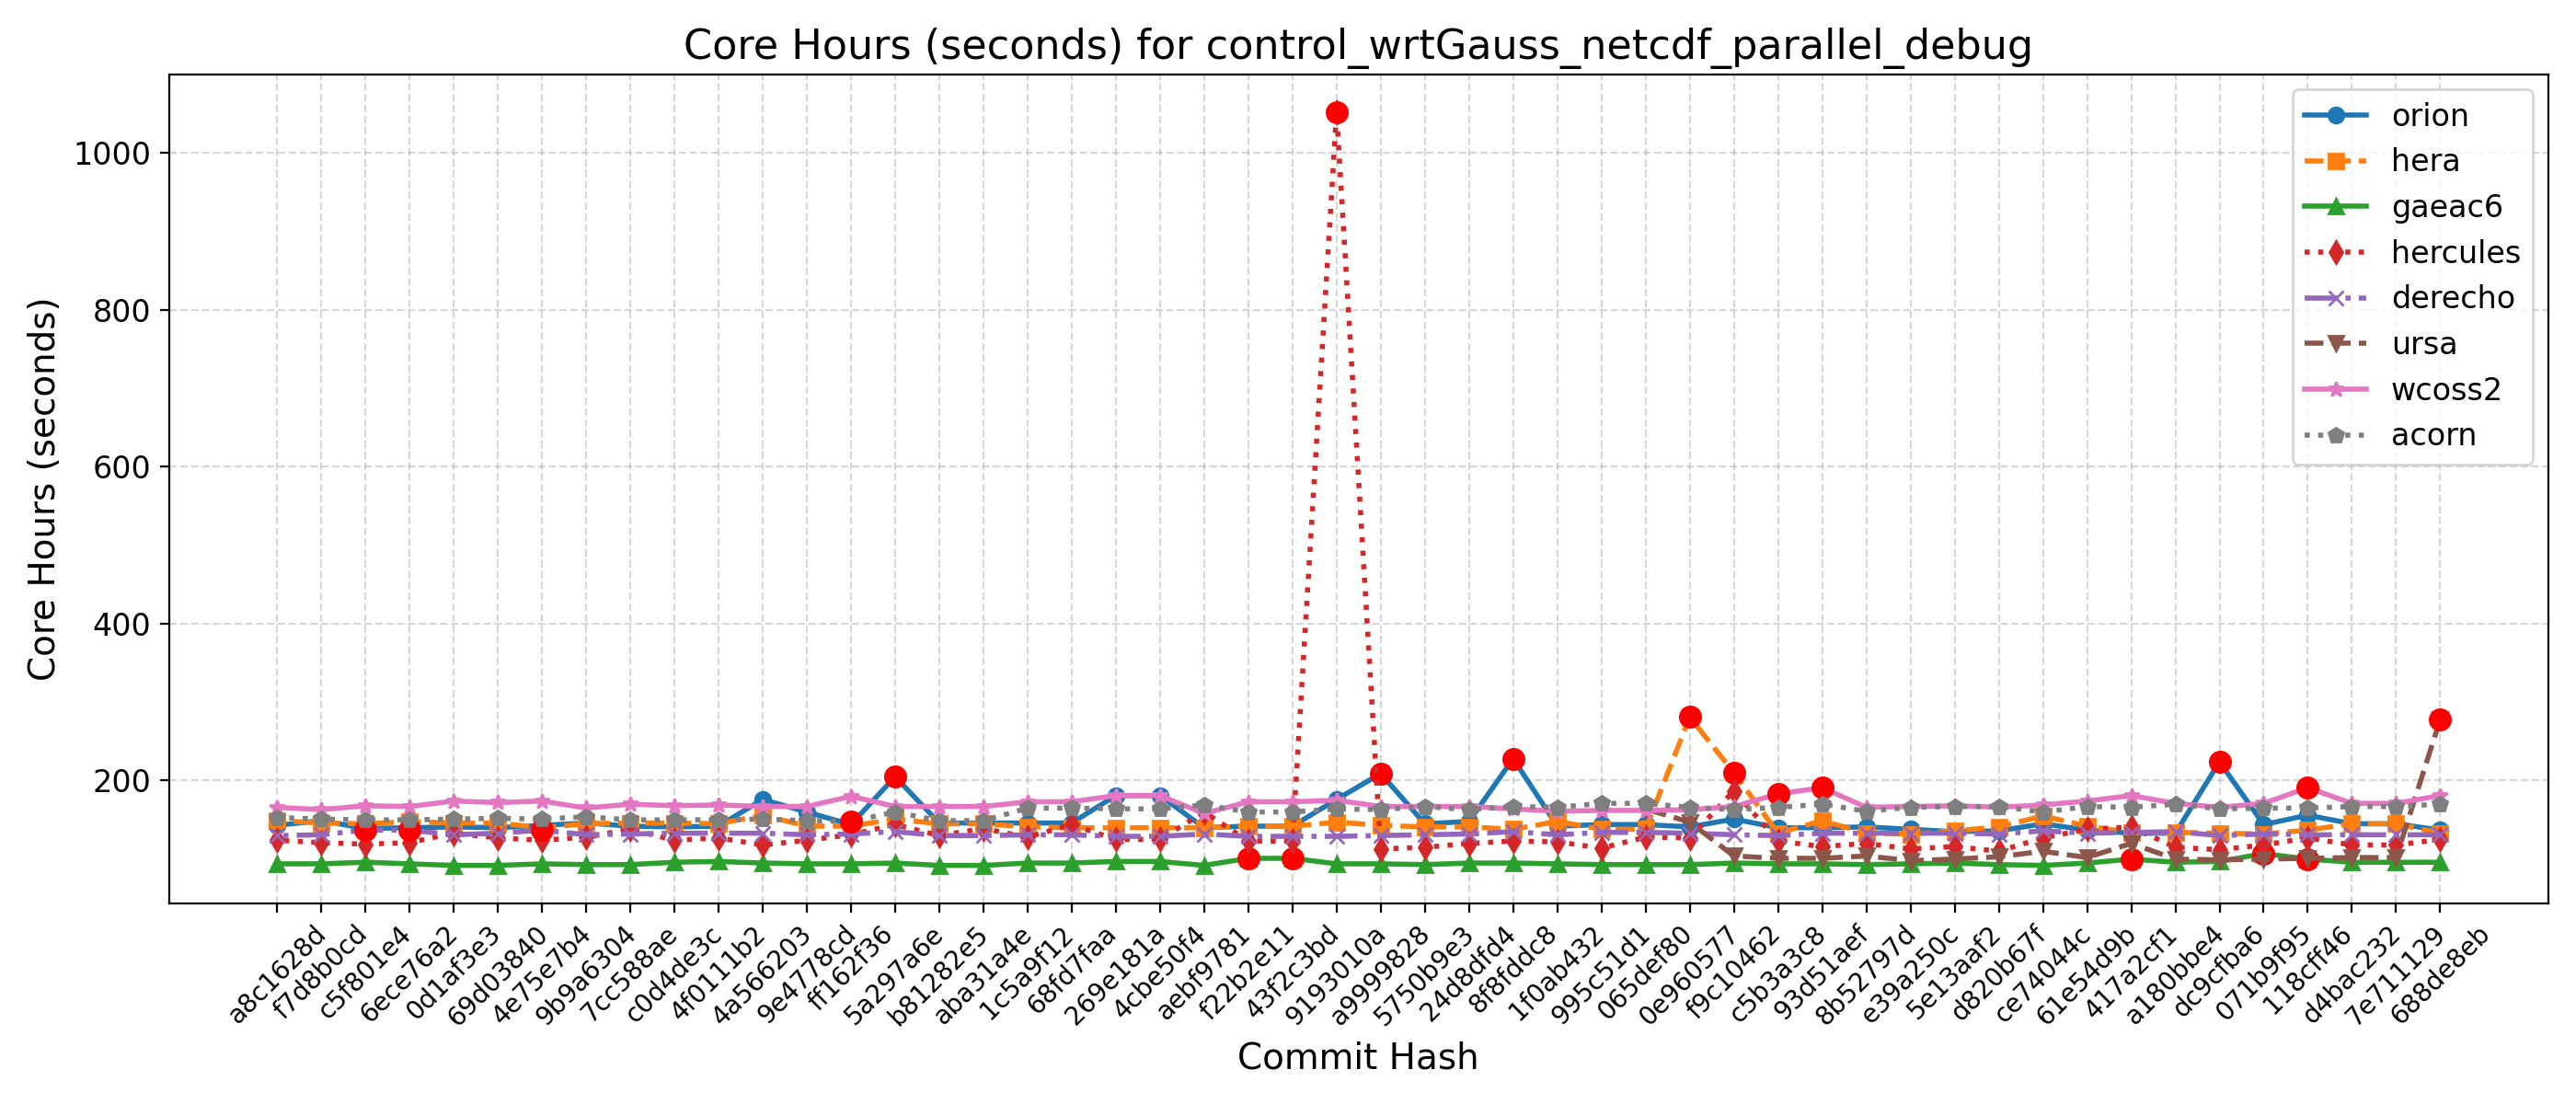 Core Hours (seconds) for control_wrtGauss_netcdf_parallel_debug
Core Hours (seconds)
1000
800
600
400
200
orion
hera
gaeac6
hercules
derecho
ursa
wcoss2
acorn
a8c1628d
f7d8b0cd
c5f801e4
6ece76a2
0d1af3e3
69d03840
4e75e7b4
9b9a6304
7cc588ae
c0d4de3c
4f0111b2
4a566203
9e4778cd
ff162f36
5a297a6e
b81282e5
aba31a4e
1c5a9f12
68fd7faa
269e181a
4cbe50f4
aebf9781
f22b2e11
43f2c3bd
9193010a
a9999828
5750b9e3
24d8dfd4
8f8fddc8
1f0ab432
995c51d1
065def80
0e960577
f9c10462
c5b3a3c8
93d51aef
8b52797d
e39a250c
5e13aaf2
d820b67f
ce74044c
61e54d9b
417a2cf1
a180bbe4
dc9cfba6
071b9f95
118cff46
d4bac232
7e711129
688de8eb
Commit Hash